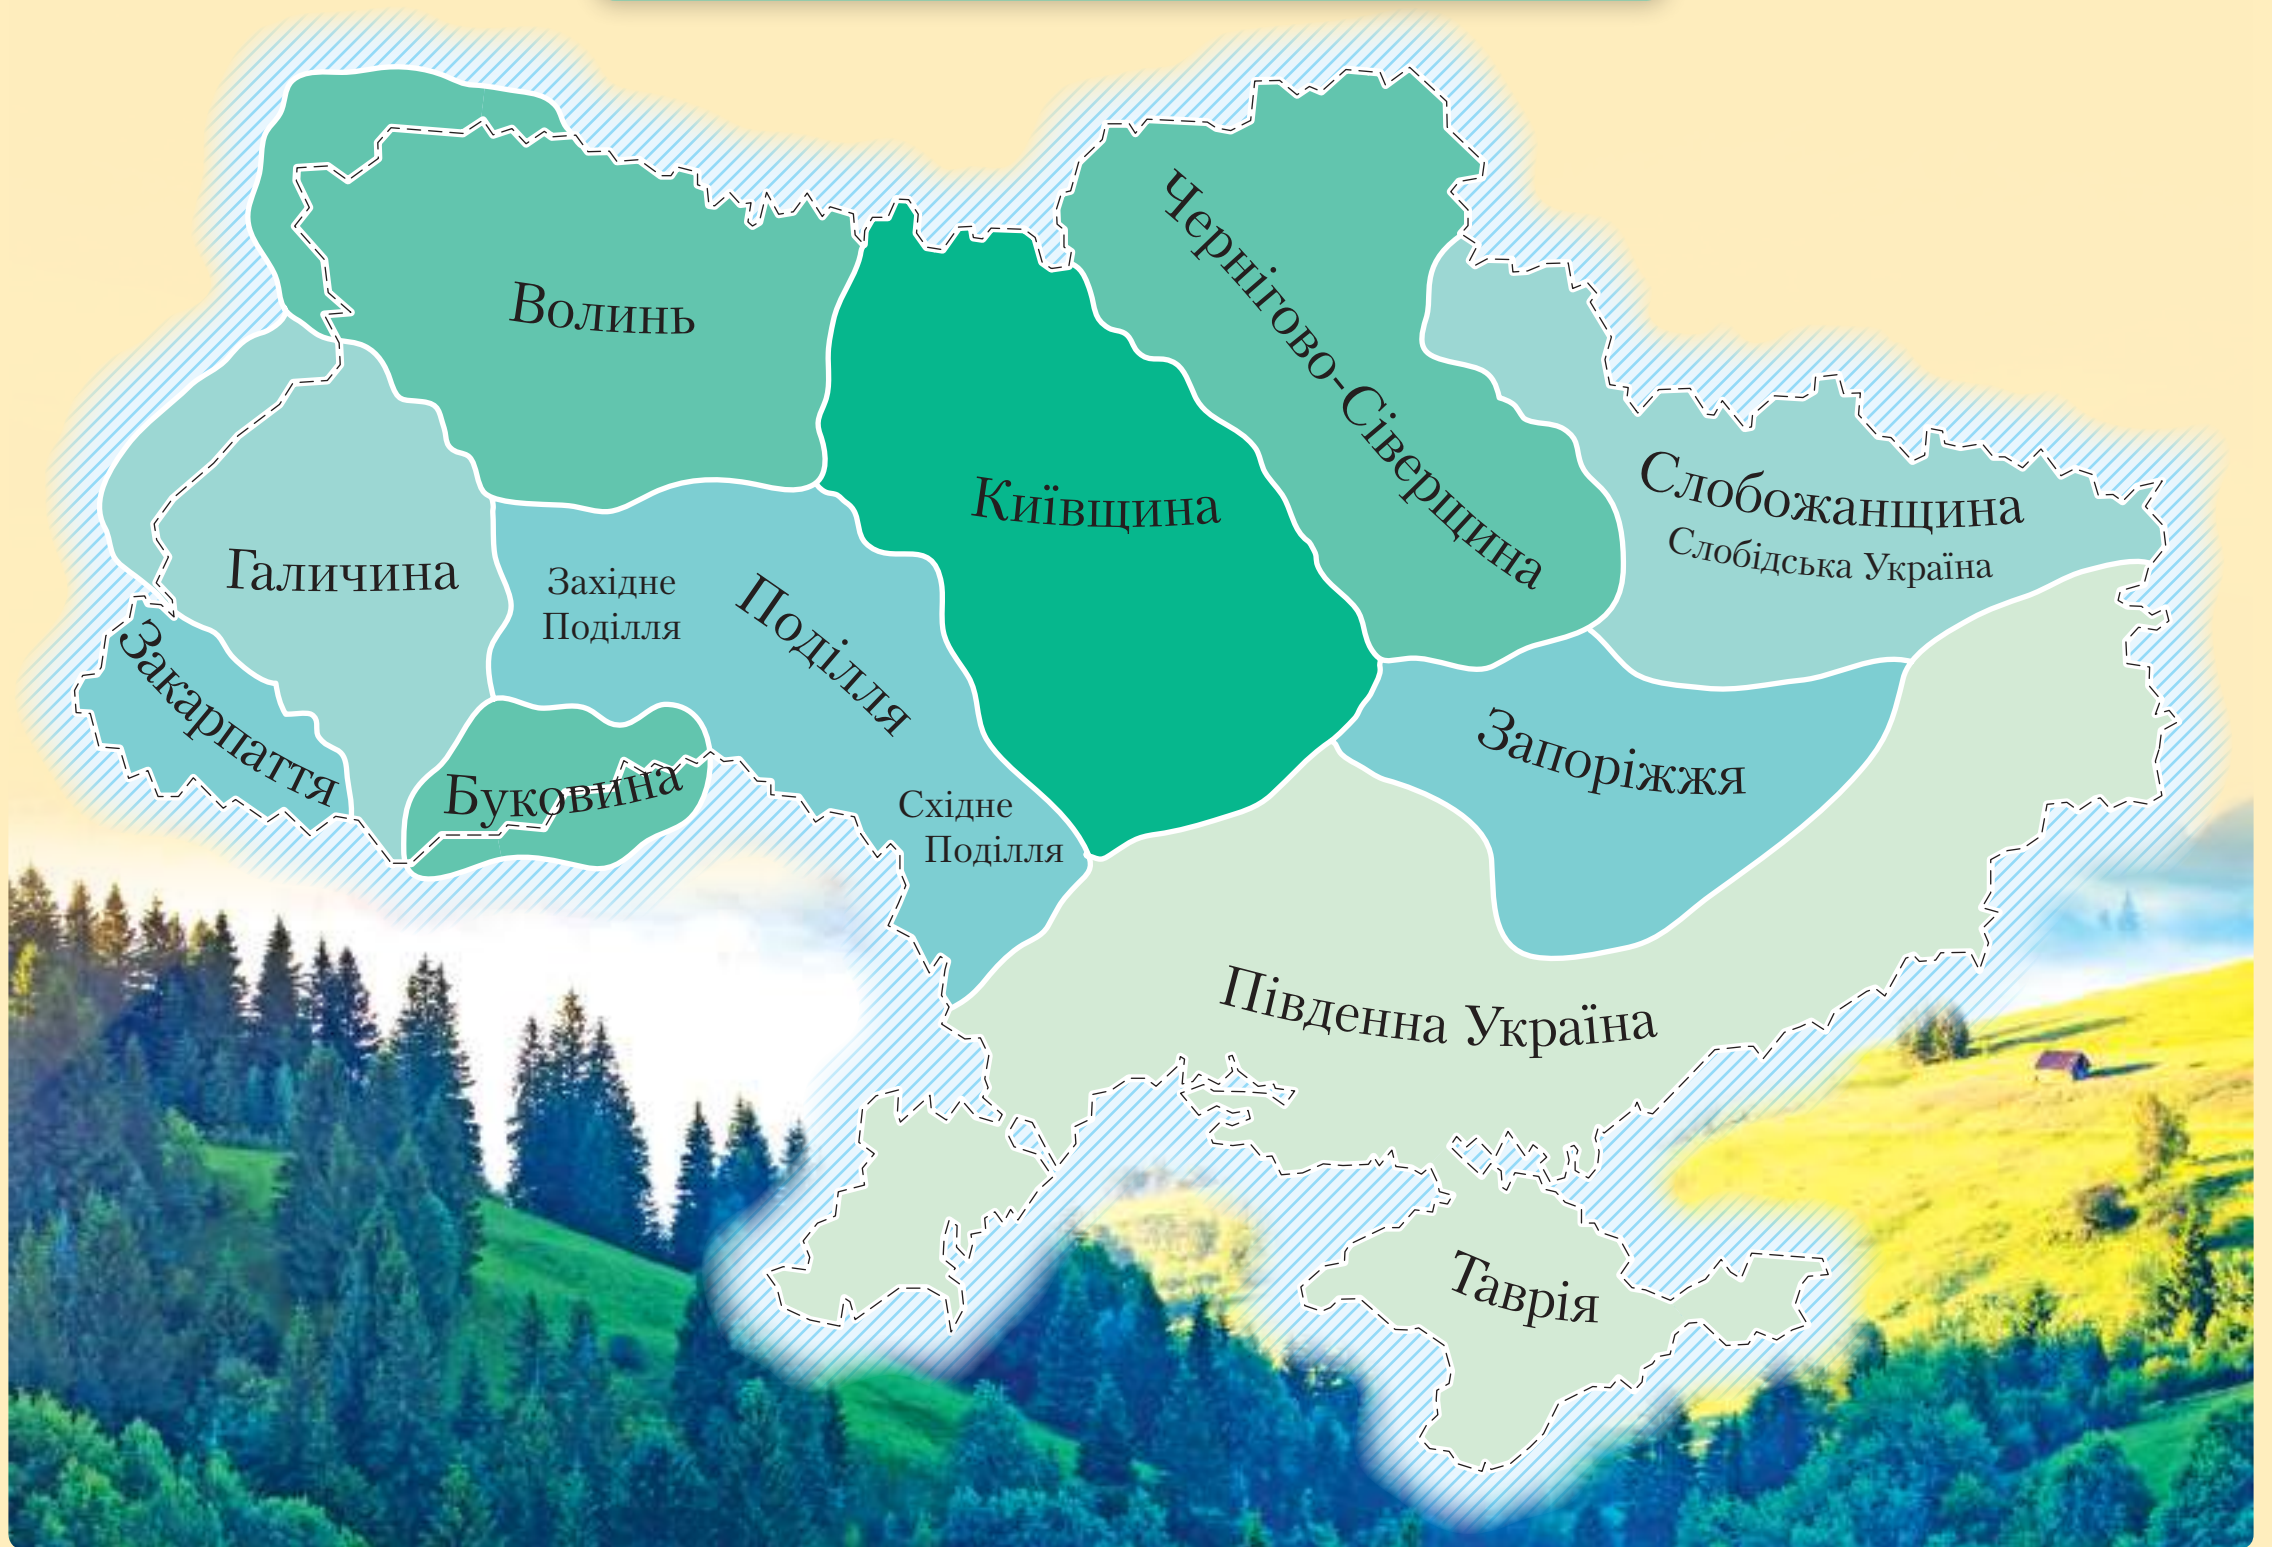 Волинь
Чернігово-Сіверщина
Київщина
Слобожанщина
Слобідська Україна
Галичина
Західне
Поділля
Поділля
Закарпаття
Буковина
Східне
Поділля
Запоріжжя
Південна Україна
Таврія